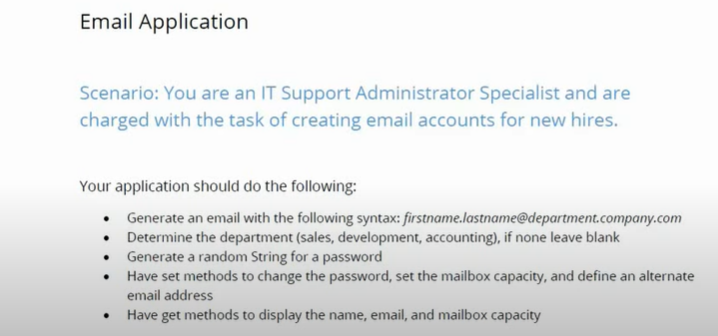 Email Application
Scenario: You are an IT Support Administrator Specialist and are
charged with the task of creating email accounts for new hires.
Your application should do the following:
• Generate an email with the following syntax: firstname.lastname@department.company.com
• Determine the department (sales, development, accounting), if none leave blank
• Generate a random String for a password
• Have set methods to change the password, set the mailbox capacity, and define an alternate
email address
• Have get methods to display the name, email, and mailbox capacity